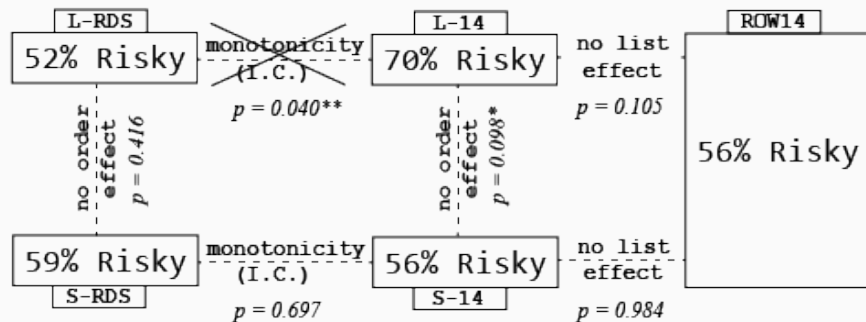 L-RDS
52% Risky
monotonicity
(I.C.)
p = 0.040**
L-14
70% Risky
no list
effect
p = 0.105
ROW14
56% Risky
no order
effect
p = 0.416
no order
effect
p = 0.098*
59% Risky
S-RDS
monotonicity
(I.C.)
p = 0.697
56% Risky
S-14
no list
effect
p = 0.984